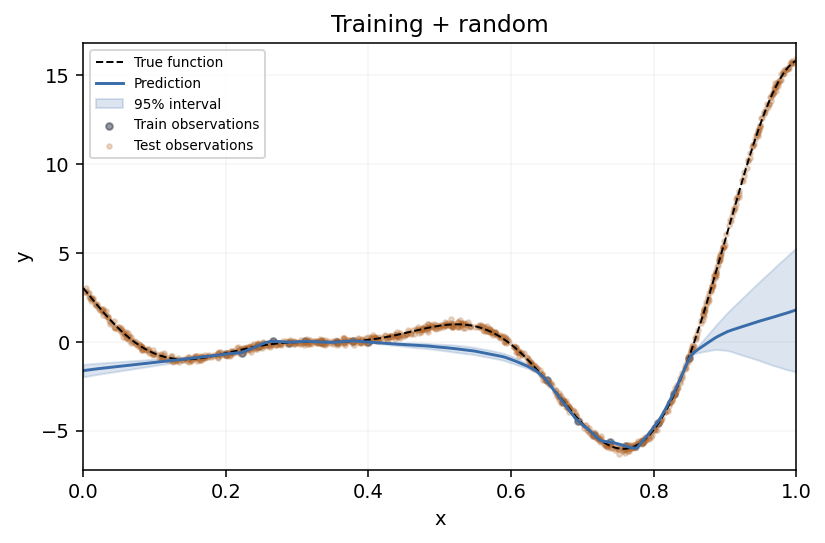 Training + random
True function
Prediction
95% interval
Train observations
Test observations
15
10
5
0
−5
y
0.0 0.2 0.4 0.6 0.8 1.0
x